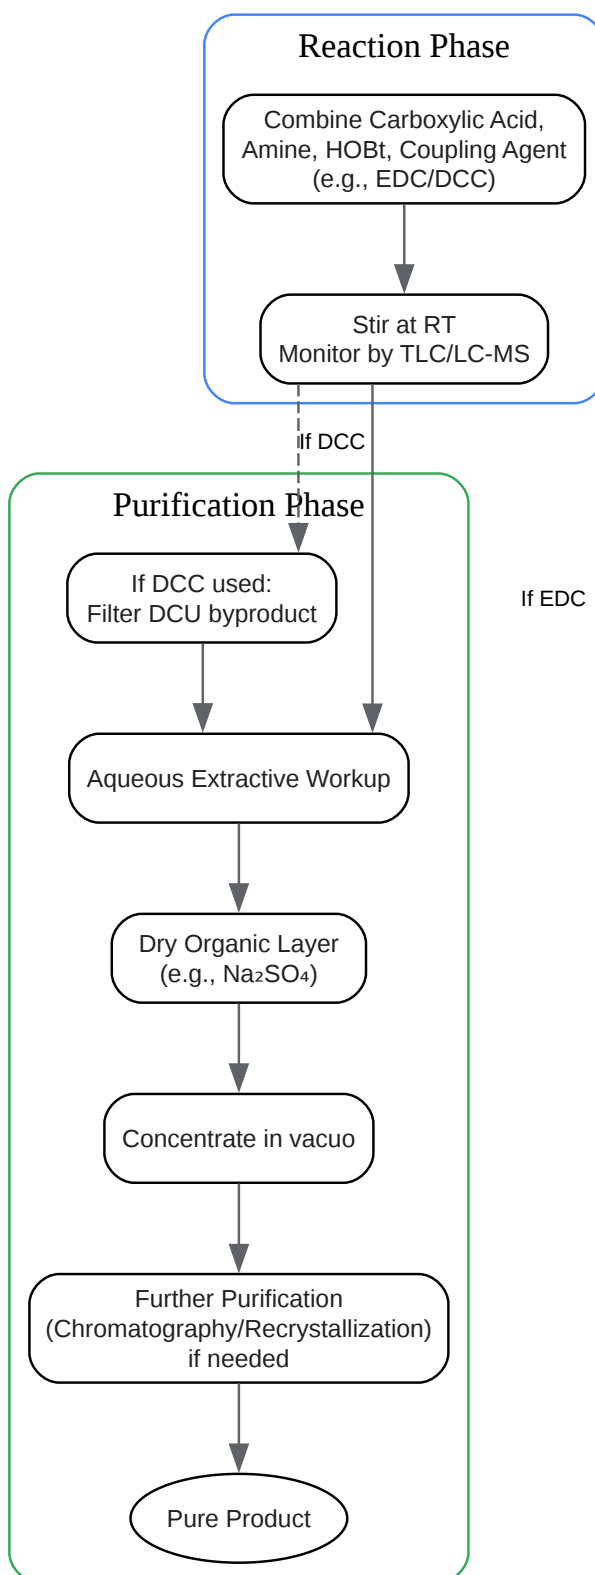 Reaction Phase
Combine Carboxylic Acid,
Amine, HOBt, Coupling Agent
(e.g., EDC/DCC)
Stir at RT
Monitor by TLC/LC-MS
If DCC
Purification Phase
If DCC used:
Filter DCU byproduct
If EDC
Aqueous Extractive Workup
Dry Organic Layer
(e.g., Na₂SO₄)
Concentrate in vacuo
Further Purification
(Chromatography/Recrystallization)
if needed
Pure Product